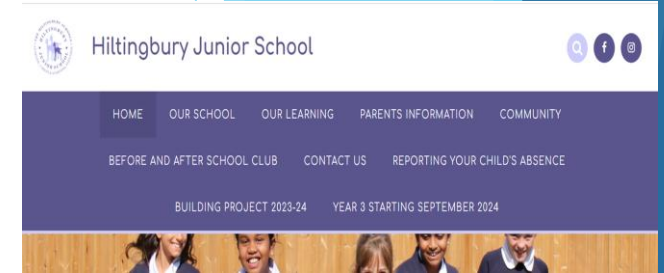 Hiltingbury Junior School
HOME OUR SCHOOL OUR LEARNING PARENTS INFORMATION COMMUNITY
BEFORE AND AFTER SCHOOL CLUB CONTACT US REPORTING YOUR CHILD'S ABSENCE
BUILDING PROJECT 2023-24 YEAR 3 STARTING SEPTEMBER 2024